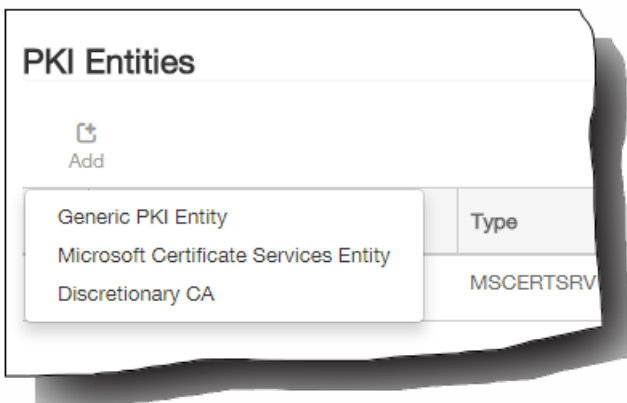 PKI Entities
Add
Generic PKI Entity
Microsoft Certificate Services Entity
Discretionary CA
Type
MSCERTSRV